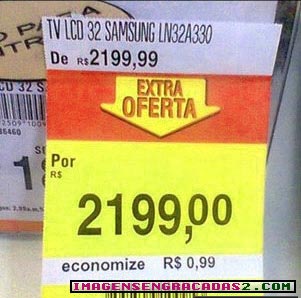 TV LCD 32 SAMSUNG LN32A330
De R$2199,99
EXTRA
OFERTA
Por
R$
2199,00
economize R$ 0,99
IMAGENSENGRACADAS2.COM